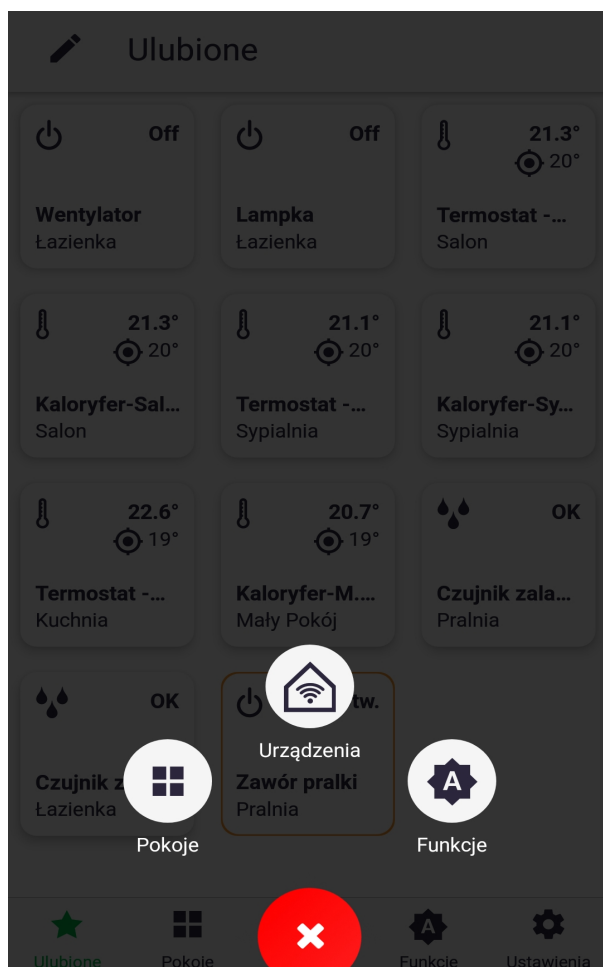 Ulubione
Off
Wentylator
Łazienka
Off
Lampka
Łazienka
21.3°
20°
Termostat -...
Salon
21.3°
20°
Kaloryfer-Sal...
Salon
21.1°
20°
Termostat -...
Sypialnia
21.1°
20°
Kaloryfer-Sy...
Sypialnia
22.6°
19°
Termostat -...
Kuchnia
20.7°
19°
Kaloryfer-M....
Mały Pokój
OK
Czujnik zala...
Pralnia
OK
Czujnik z
Łazienka
tw.
Zawór pralki
Pralnia
Urządzenia
Pokoje
A
Funkcje
Ulubione
Pokoje
A
Funkcje
Ustawienia